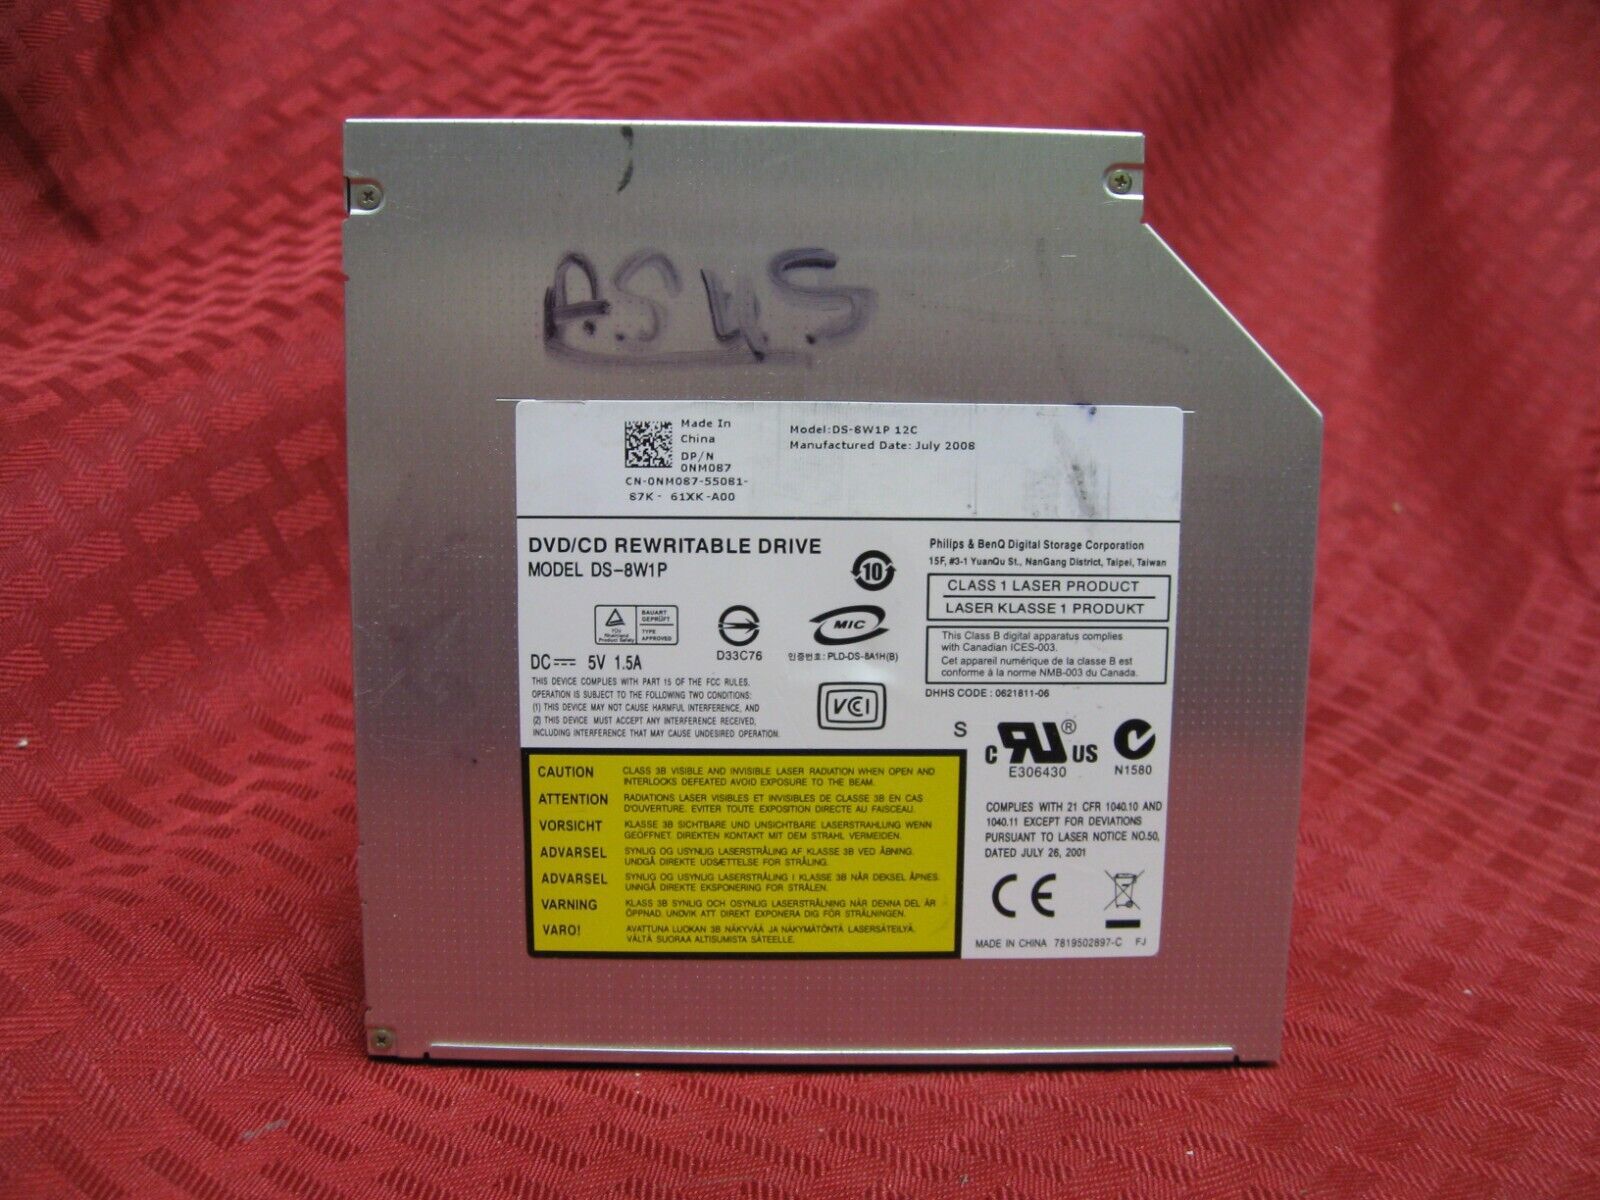 ASUS
Made In
China
DP/N
0NM087
CN-0NM087-55081-
87K - 61XK-A00
Model:DS-8W1P 12C
Manufactured Date: July 2008
DVD/CD REWRITABLE DRIVE
MODEL DS-8W1P
10
Philips & BenQ Digital Storage Corporation
15F, #3-1 YuanQu St., NanGang District, Taipei, Taiwan
CLASS 1 LASER PRODUCT
LASER KLASSE 1 PRODUKT
TÜV
Rheinland
Product Safety
BAUART
GEPRÜFT
TYPE
APPROVED
D33C76
MIC
인증번호: PLD-DS-8A1H(B)
This Class B digital apparatus complies
with Canadian ICES-003.
Cet appareil numérique de la classe B est
conforme à la norme NMB-003 du Canada.
DC 5V 1.5A
THIS DEVICE COMPLIES WITH PART 15 OF THE FCC RULES.
OPERATION IS SUBJECT TO THE FOLLOWING TWO CONDITIONS:
(1) THIS DEVICE MAY NOT CAUSE HARMFUL INTERFERENCE, AND
(2) THIS DEVICE MUST ACCEPT ANY INTERFERENCE RECEIVED,
INCLUDING INTERFERENCE THAT MAY CAUSE UNDESIRED OPERATION.
VCI
DHHS CODE : 0621811-06
S
C RU® US
E306430
N1580
CAUTION CLASS 3B VISIBLE AND INVISIBLE LASER RADIATION WHEN OPEN AND
INTERLOCKS DEFEATED AVOID EXPOSURE TO THE BEAM.
ATTENTION RADIATIONS LASER VISIBLES ET INVISIBLES DE CLASSE 3B EN CAS
D'OUVERTURE. EVITER TOUTE EXPOSITION DIRECTE AU FAISCEAU.
VORSICHT KLASSE 3B SICHTBARE UND UNSICHTBARE LASERSTRAHLUNG WENN
GEÖFFNET. DIREKTEN KONTAKT MIT DEM STRAHL VERMEIDEN.
ADVARSEL SYNLIG OG USYNLIG LASERSTRÅLING AF KLASSE 3B VED ÅBNING.
UNDGÅ DIREKTE UDSÆTTELSE FOR STRÅLING.
ADVARSEL SYNLIG OG USYNLIG LASERSTRÅLING I KLASSE 3B NÅR DEKSEL ÅPNES.
UNNGÅ DIREKTE EKSPONERING FOR STRÅLEN.
VARNING KLASS 3B SYNLIG OCH OSYNLIG LASERSTRÅLNING NÄR DENNA DEL ÄR
ÖPPNAD. UNDVIK ATT DIREKT EXPONERA DIG FÖR STRÅLNINGEN.
VARO! AVATTUNA LUOKAN 3B NÄKYVÄÄ JA NÄKYMÄTÖNTÄ LASERSÄTEILYÄ.
VÄLTÄ SUORAA ALTISUMISTA SÄTEELLE.
COMPLIES WITH 21 CFR 1040.10 AND
1040.11 EXCEPT FOR DEVIATIONS
PURSUANT TO LASER NOTICE NO.50,
DATED JULY 26, 2001
CE
MADE IN CHINA 7819502897-C FJ